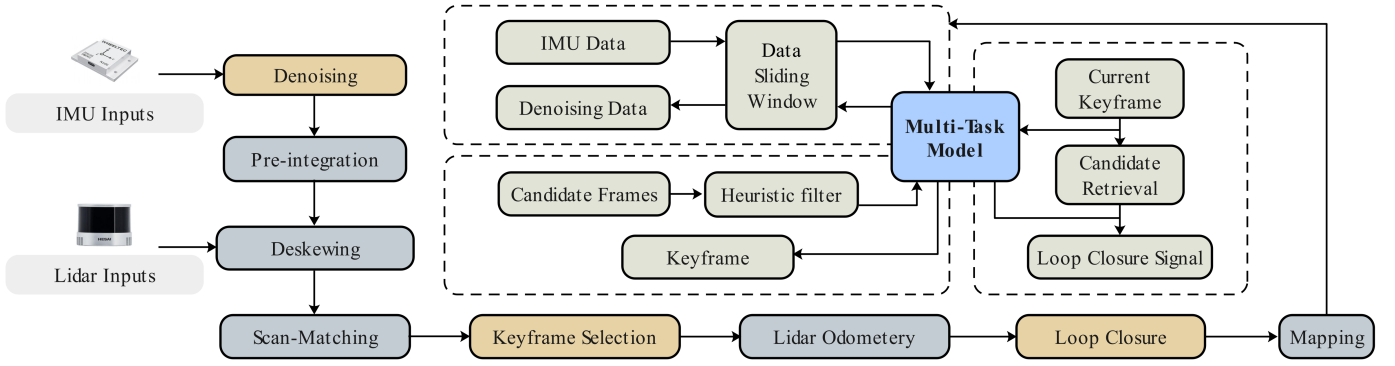 IMU Inputs
Denoising
Pre-integration
Lidar Inputs
Deskewing
Scan-Matching
Keyframe Selection
Lidar Odometery
Loop Closure
Mapping
IMU Data
Denoising Data
Data
Sliding
Window
Multi-Task
Model
Candidate Frames
Heuristic filter
Keyframe
Current
Keyframe
Candidate
Retrieval
Loop Closure Signal